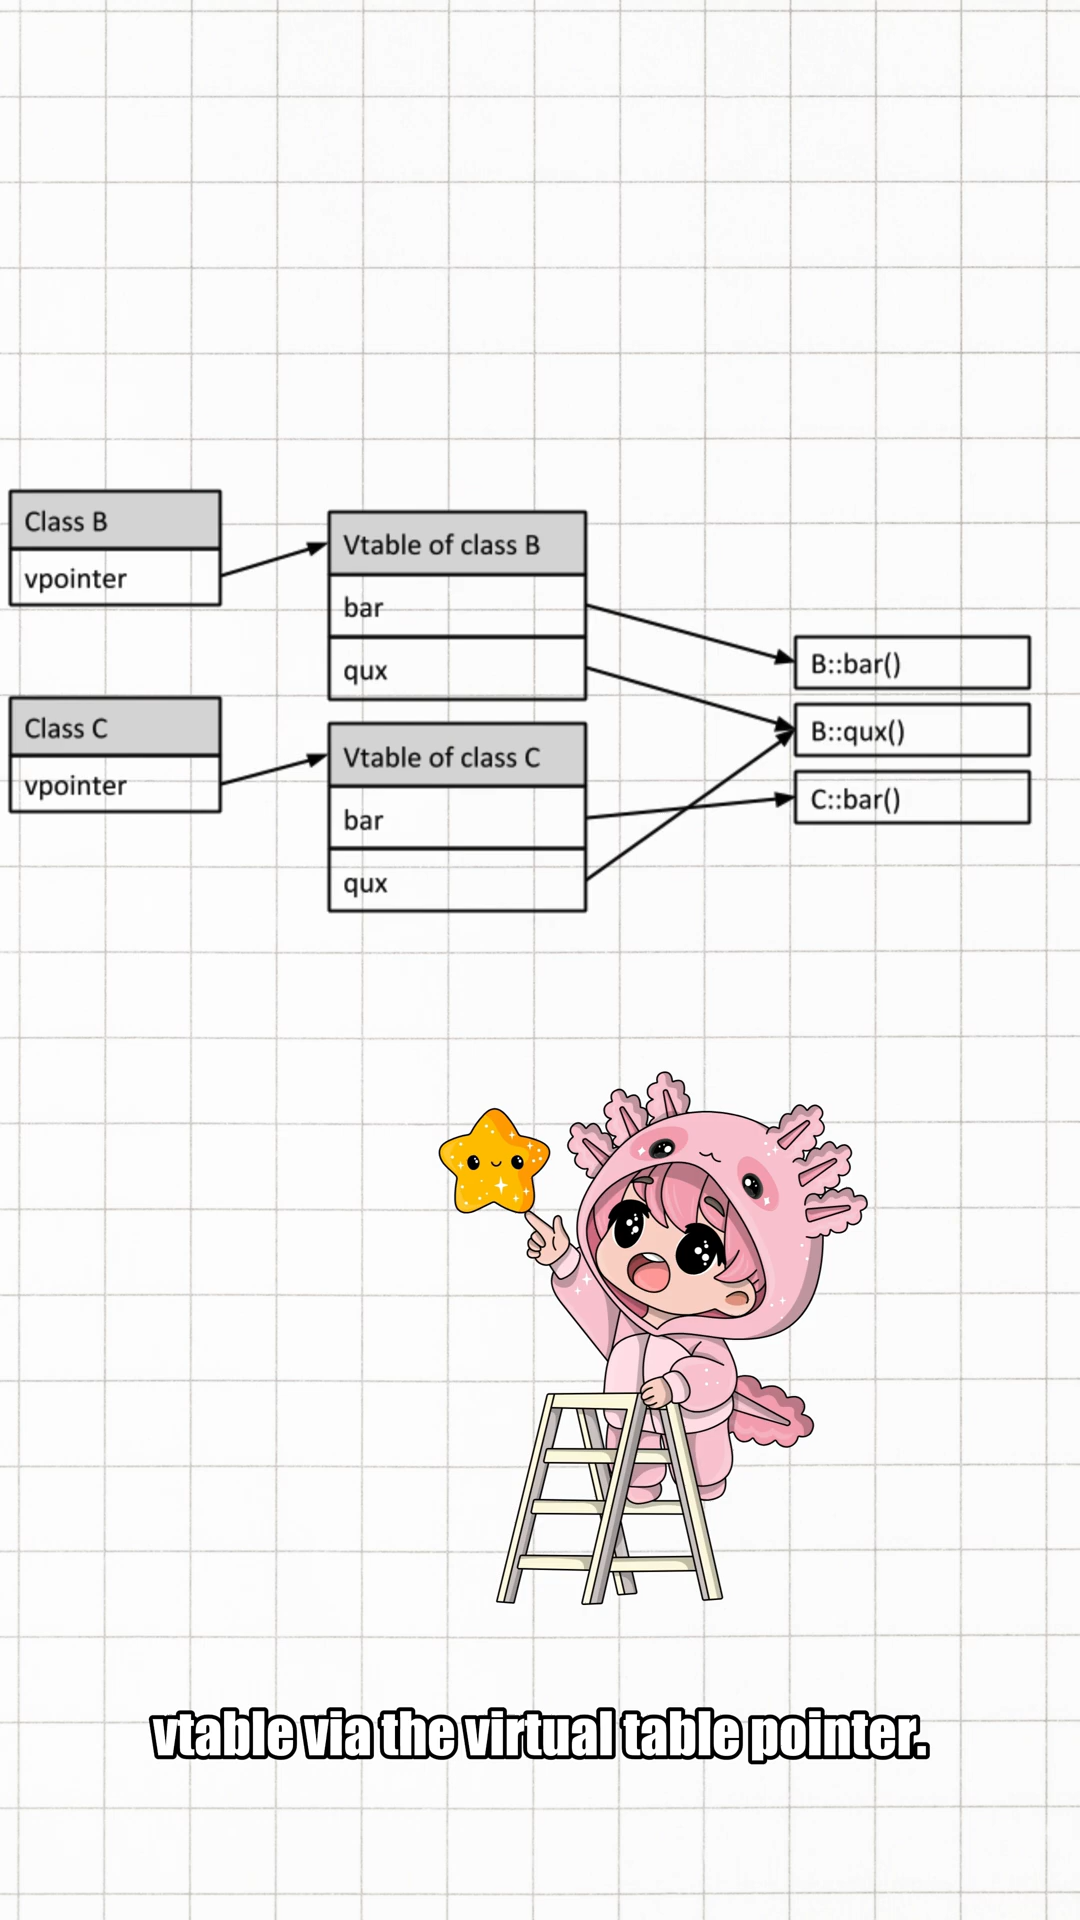 Class B
vpointer
Vtable of class B
bar
qux
Class C
vpointer
Vtable of class C
bar
qux
B::bar()
B::qux()
C::bar()
vtable via the virtual table pointer.